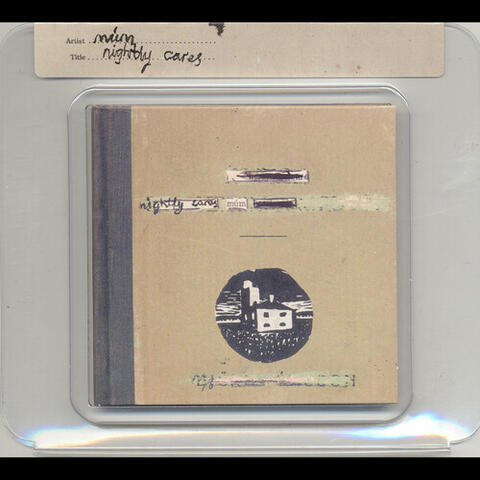 Artist múm
Title nightly cares
nightly cares múm